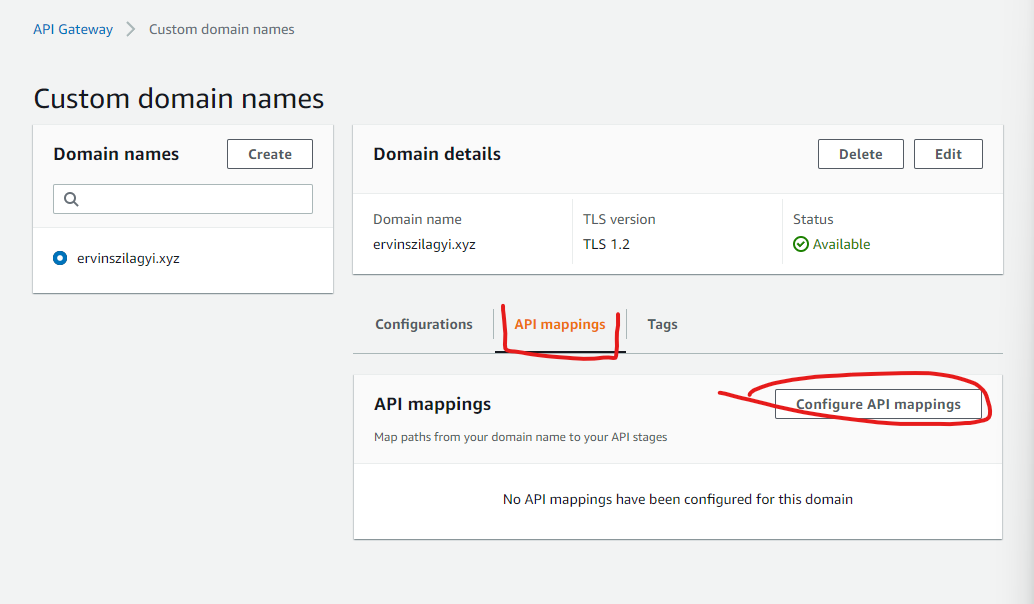 API Gateway > Custom domain names
Custom domain names
Domain names
Create
ervinszilagyi.xyz
Domain details
Delete
Edit
Domain name
ervinszilagyi.xyz
TLS version
TLS 1.2
Status
Available
Configurations
API mappings
Tags
API mappings
Configure API mappings
Map paths from your domain name to your API stages
No API mappings have been configured for this domain